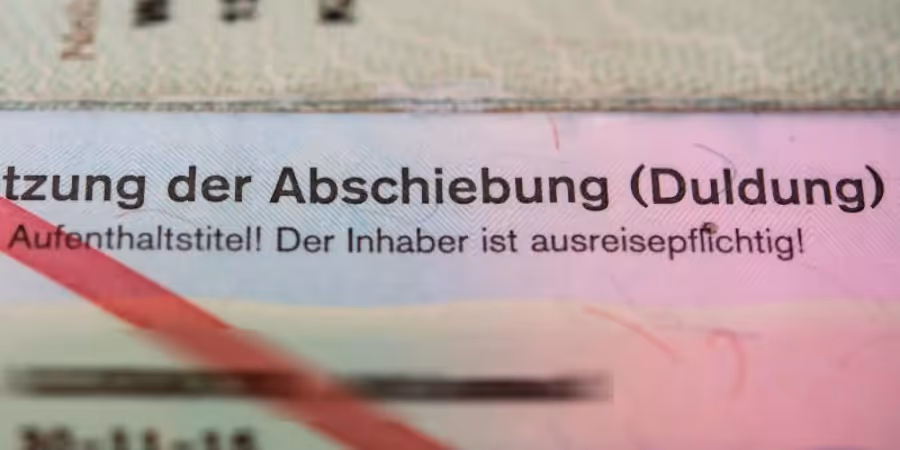 tzung der Abschiebung (Duldung)
Aufenthaltstitel! Der Inhaber ist ausreisepflichtig!